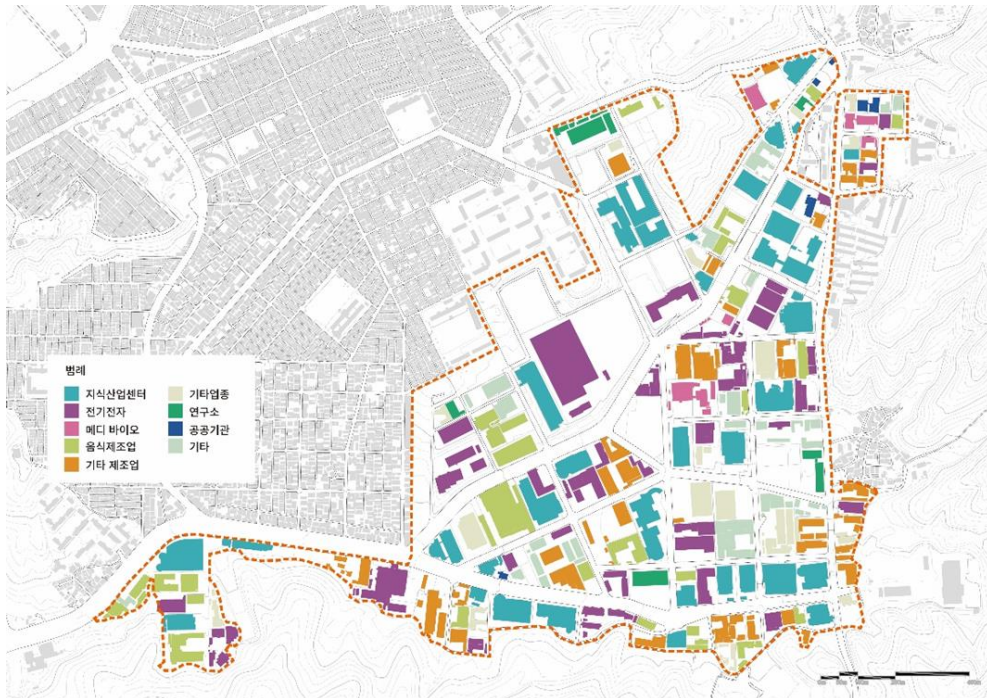 범례
지식산업센터
전기전자
메디 바이오
음식제조업
기타 제조업
기타업종
연구소
공공기관
기타